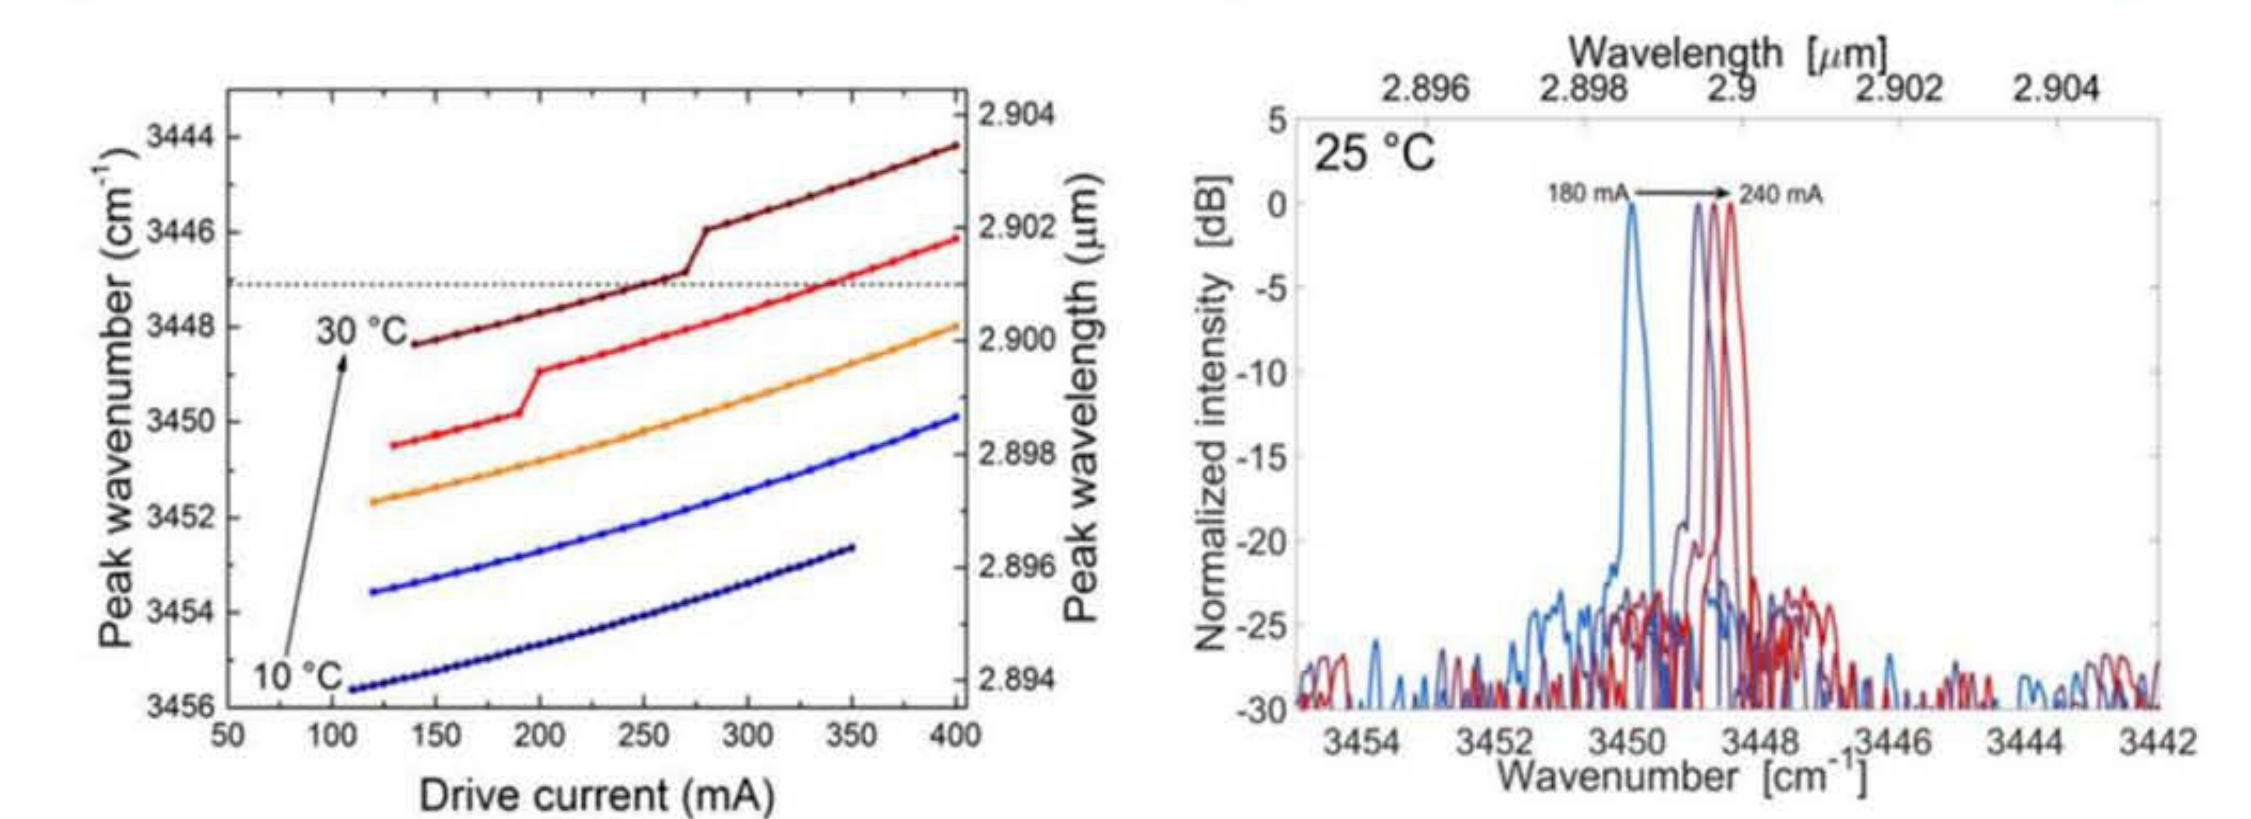 3444
3446
3448
3450
3452
3454
3456
Peak wavenumber (cm⁻¹)
30 °C
10 °C
50 100 150 200 250 300 350 400
Drive current (mA)
2.904
2.902
2.900
2.898
2.896
2.894
Peak wavelength (μm)
Wavelength [μm]
2.896 2.898 2.9 2.902 2.904
25 °C
180 mA 240 mA
5
0
-5
-10
-15
-20
-25
-30
Normalized intensity [dB]
3454 3452 3450 3448 3446 3444 3442
Wavenumber [cm⁻¹]